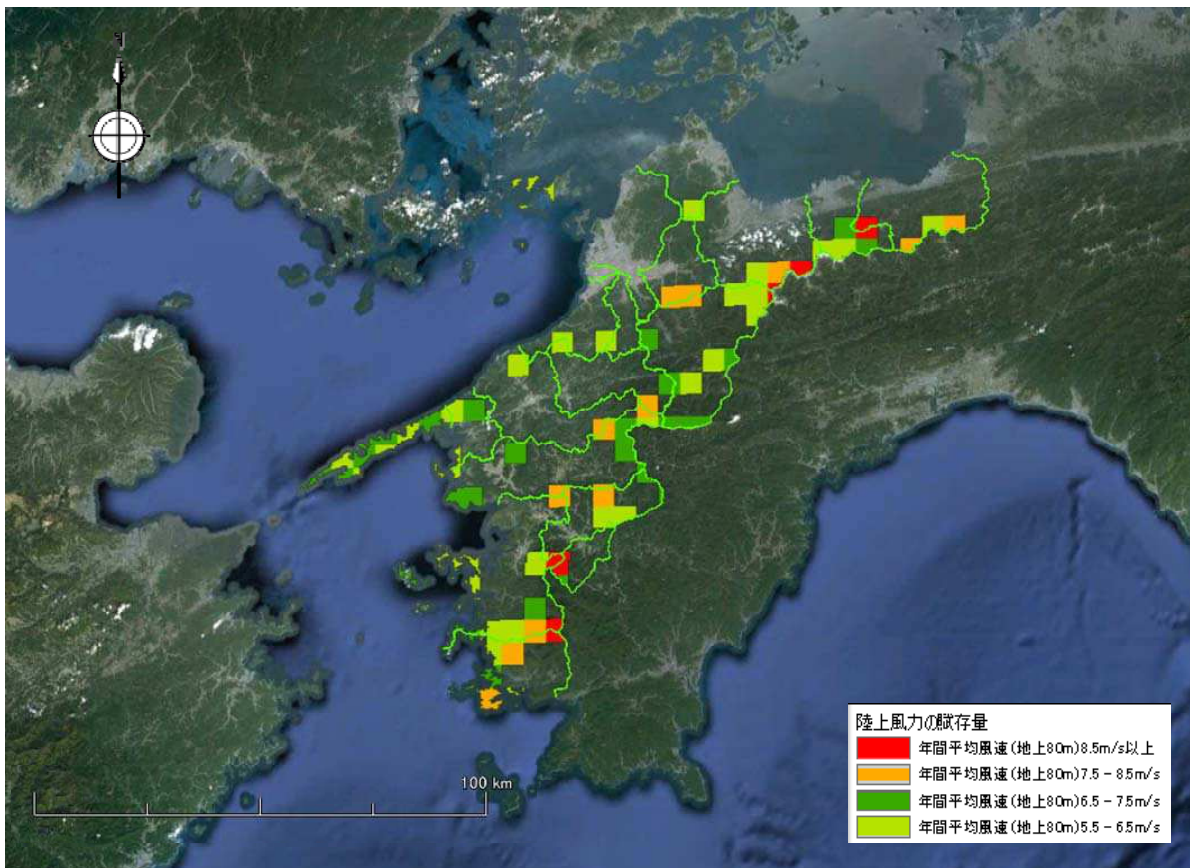 100 km
陸上風力の賦存量
年間平均風速(地上80m)8.5m/s以上
年間平均風速(地上80m)7.5-8.5m/s
年間平均風速(地上80m)6.5-7.5m/s
年間平均風速(地上80m)5.5-6.5m/s